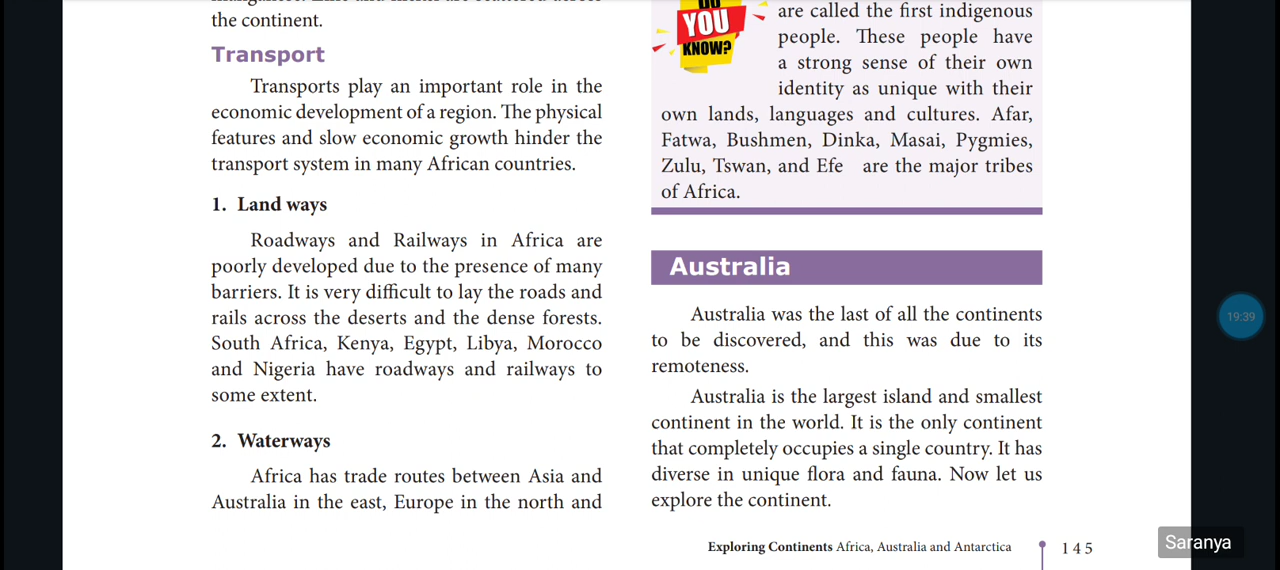 the continent.
Transport
Transports play an important role in the
economic development of a region. The physical
features and slow economic growth hinder the
transport system in many African countries.
1. Land ways
Roadways and Railways in Africa are
poorly developed due to the presence of many
barriers. It is very difficult to lay the roads and
rails across the deserts and the dense forests.
South Africa, Kenya, Egypt, Libya, Morocco
and Nigeria have roadways and railways to
some extent.
2. Waterways
Africa has trade routes between Asia and
Australia in the east, Europe in the north and
DO
YOU
KNOW?
are called the first indigenous
people. These people have
a strong sense of their own
identity as unique with their
own lands, languages and cultures. Afar,
Fatwa, Bushmen, Dinka, Masai, Pygmies,
Zulu, Tswan, and Efe are the major tribes
of Africa.
Australia
Australia was the last of all the continents
to be discovered, and this was due to its
remoteness.
Australia is the largest island and smallest
continent in the world. It is the only continent
that completely occupies a single country. It has
diverse in unique flora and fauna. Now let us
explore the continent.
Exploring Continents Africa, Australia and Antarctica
145
19:39
Saranya